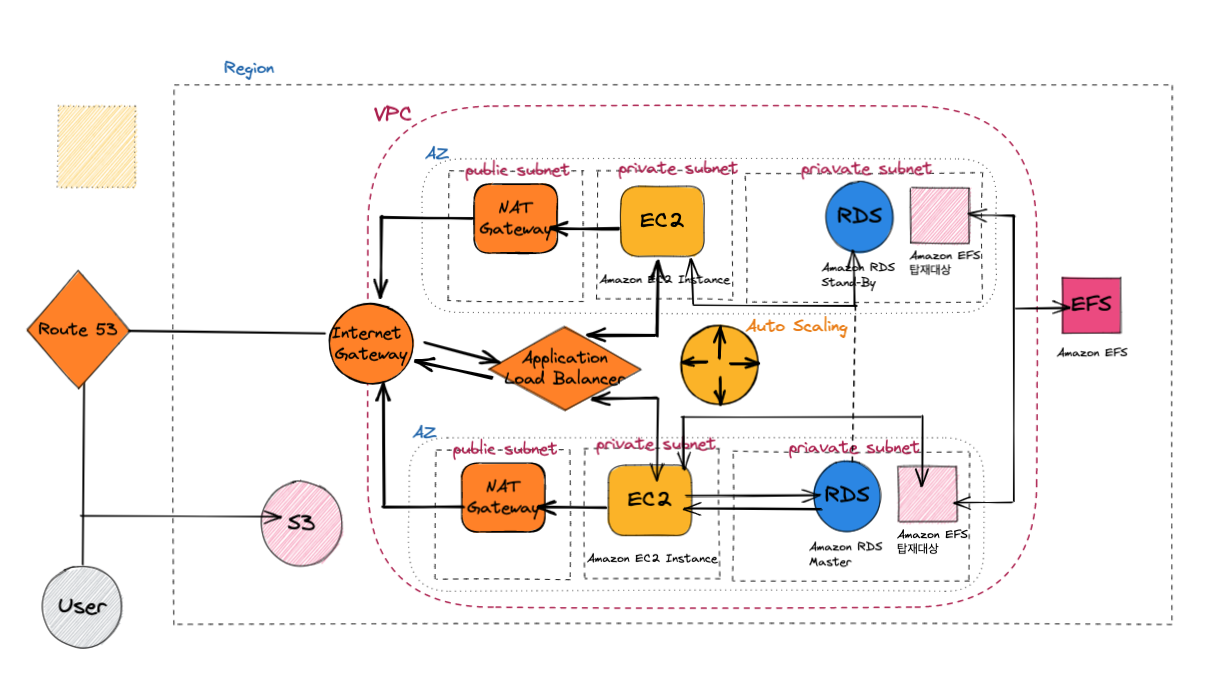 Region
VPC
AZ
public-subnet
private-subnet
priavate subnet
NAT
Gateway
EC2
RDS
Amazon EC2 Instance
Amazon RDS
Stand-By
Amazon EFS
탑재대상
EFS
Amazon EFS
Route 53
Internet
Gateway
Application
Load Balancer
Auto Scaling
AZ
public-subnet
private subnet
priavate subnet
NAT
Gateway
EC2
RDS
Amazon EC2 Instance
Amazon RDS
Master
Amazon EFS
탑재대상
S3
User